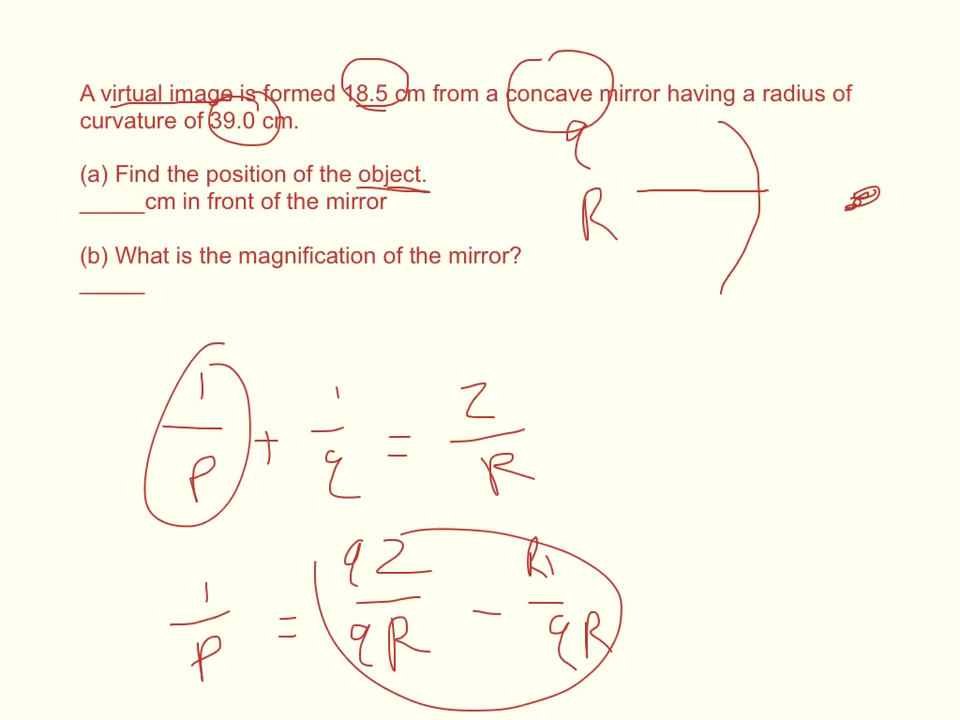 A virtual image is formed 18.5 cm from a concave mirror having a radius of
curvature of 39.0 cm.
q
(a) Find the position of the object.
_____cm in front of the mirror
R
(b) What is the magnification of the mirror?
_____
1/P + 1/q = 2/R
1/P = q2/qR - R1/qR